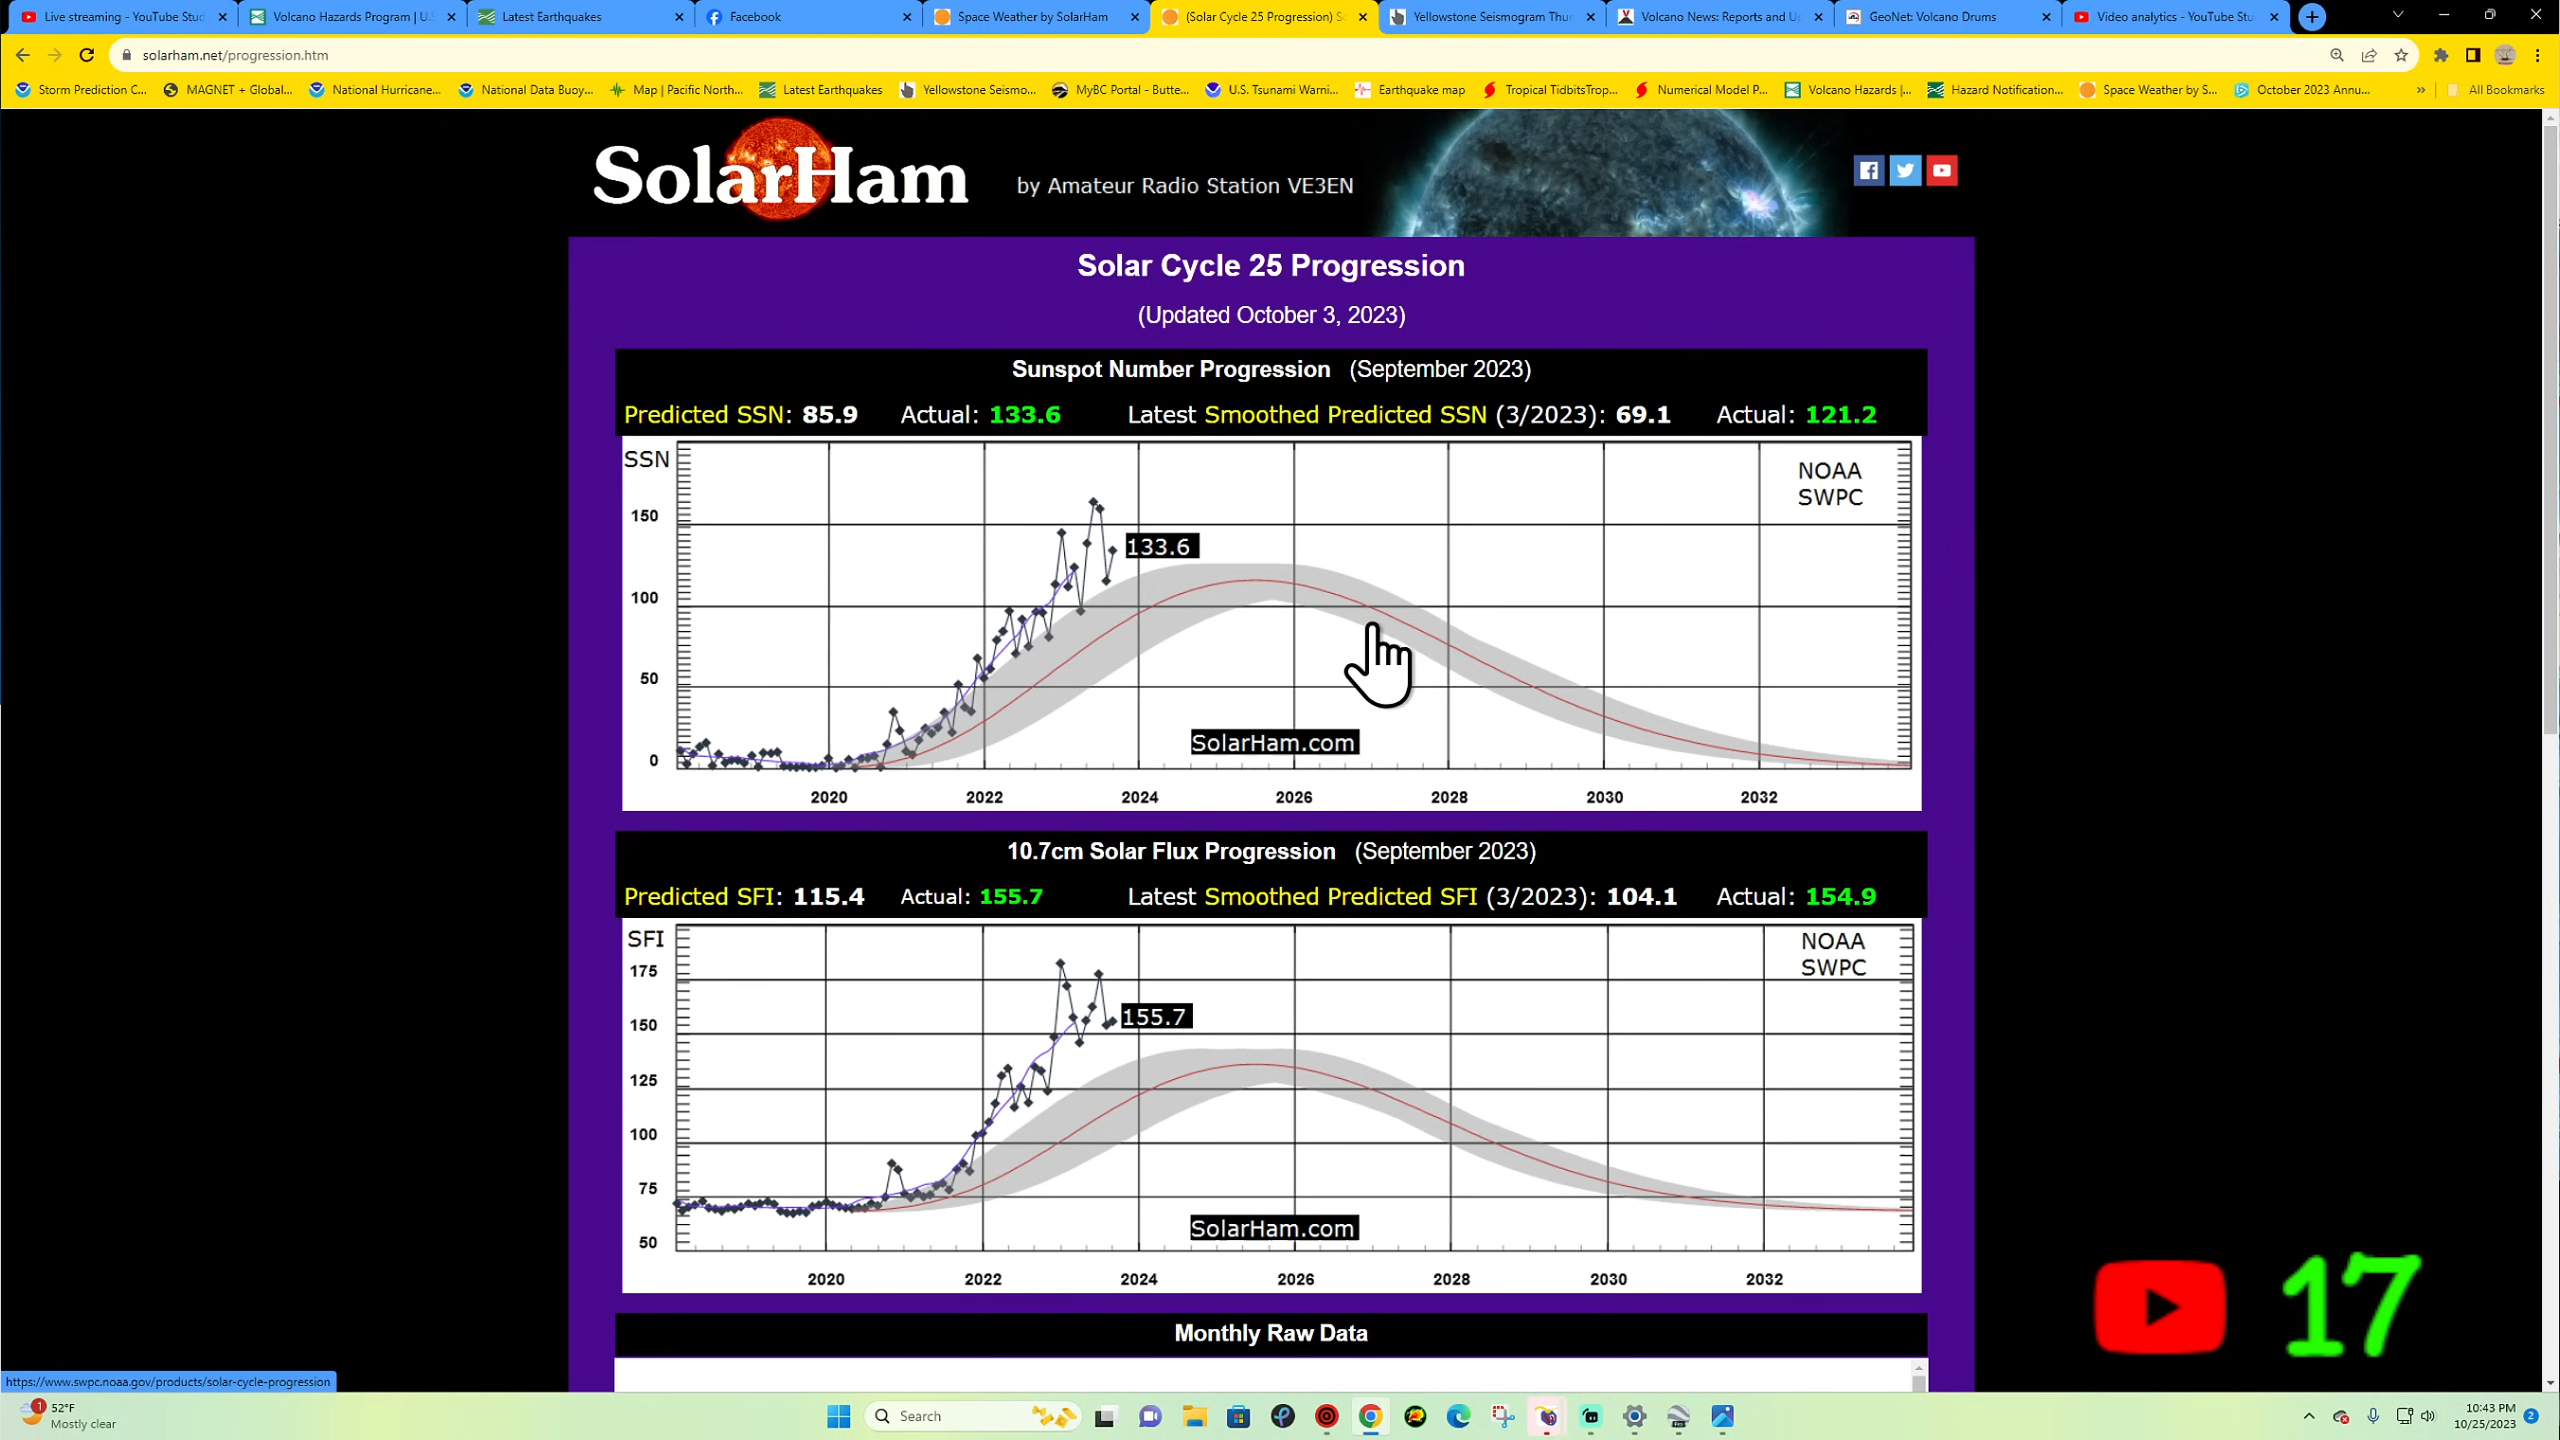 Live streaming - YouTube Stud
Volcano Hazards Program | U.S
Latest Earthquakes
Facebook
Space Weather by SolarHam
(Solar Cycle 25 Progression) S
Yellowstone Seismogram Thu
Volcano News: Reports and U
GeoNet: Volcano Drums
Video analytics - YouTube Stu
solarham.net/progression.htm
Storm Prediction C...
MAGNET + Global...
National Hurricane...
National Data Buoy...
Map | Pacific North...
Latest Earthquakes
Yellowstone Seismo...
MyBC Portal - Butte...
U.S. Tsunami Warni...
Earthquake map
Tropical TidbitsTrop...
Numerical Model P...
Volcano Hazards |...
Hazard Notification...
Space Weather by S...
October 2023 Annu...
All Bookmarks
SolarHam
by Amateur Radio Station VE3EN
Solar Cycle 25 Progression
(Updated October 3, 2023)
Sunspot Number Progression (September 2023)
Predicted SSN: 85.9 Actual: 133.6 Latest Smoothed Predicted SSN (3/2023): 69.1 Actual: 121.2
SSN
NOAA
SWPC
150
133.6
100
50
SolarHam.com
0
2020 2022 2024 2026 2028 2030 2032
10.7cm Solar Flux Progression (September 2023)
Predicted SFI: 115.4 Actual: 155.7 Latest Smoothed Predicted SFI (3/2023): 104.1 Actual: 154.9
SFI
NOAA
SWPC
175
155.7
150
125
100
75
SolarHam.com
50
2020 2022 2024 2026 2028 2030 2032
17
Monthly Raw Data
https://www.swpc.noaa.gov/products/solar-cycle-progression
1
52°F
Mostly clear
Search
10:43 PM
10/25/2023
2